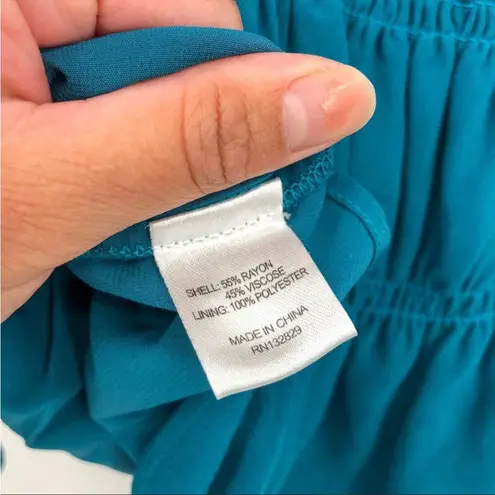 SHELL: 55% RAYON
45% VISCOSE
LINING: 100% POLYESTER
MADE IN CHINA
RN132829